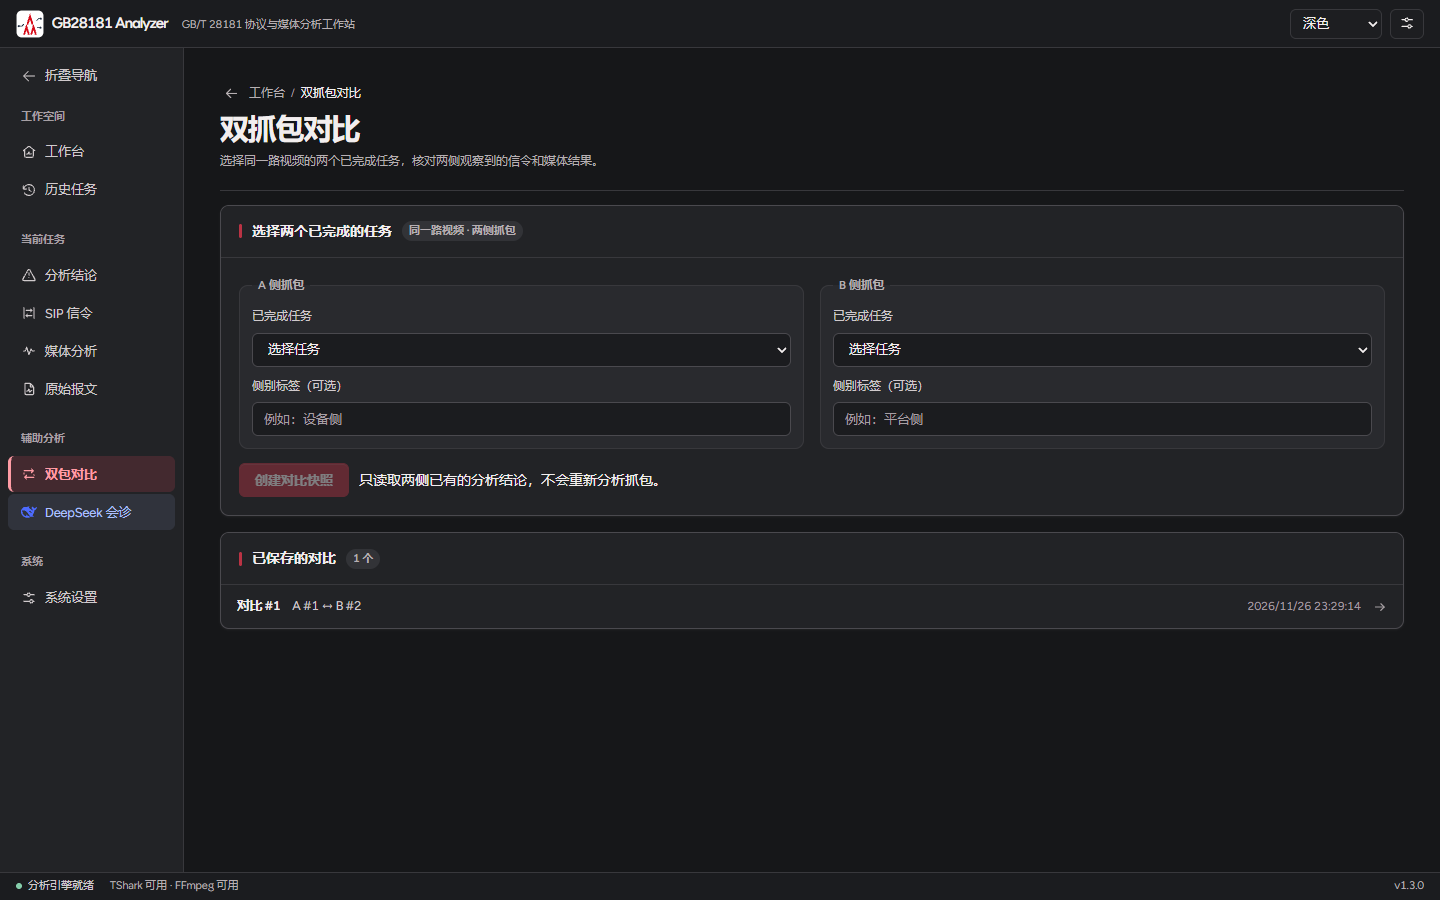 GB28181 Analyzer
GB/T 28181 协议与媒体分析工作站
深色
折叠导航
工作空间
工作台
历史任务
当前任务
分析结论
SIP 信令
媒体分析
原始报文
辅助分析
双包对比
DeepSeek 会诊
系统
系统设置
工作台 / 双抓包对比
双抓包对比
选择同一路视频的两个已完成任务，核对两侧观察到的信令和媒体结果。
选择两个已完成的任务 同一路视频 · 两侧抓包
A 侧抓包
已完成任务
选择任务
侧别标签（可选）
例如：设备侧
B 侧抓包
已完成任务
选择任务
侧别标签（可选）
例如：平台侧
创建对比快照 只读取两侧已有的分析结论，不会重新分析抓包。
已保存的对比 1 个
对比 #1 A #1 ↔ B #2 2026/11/26 23:29:14
分析引擎就绪 TShark 可用 · FFmpeg 可用
v1.3.0